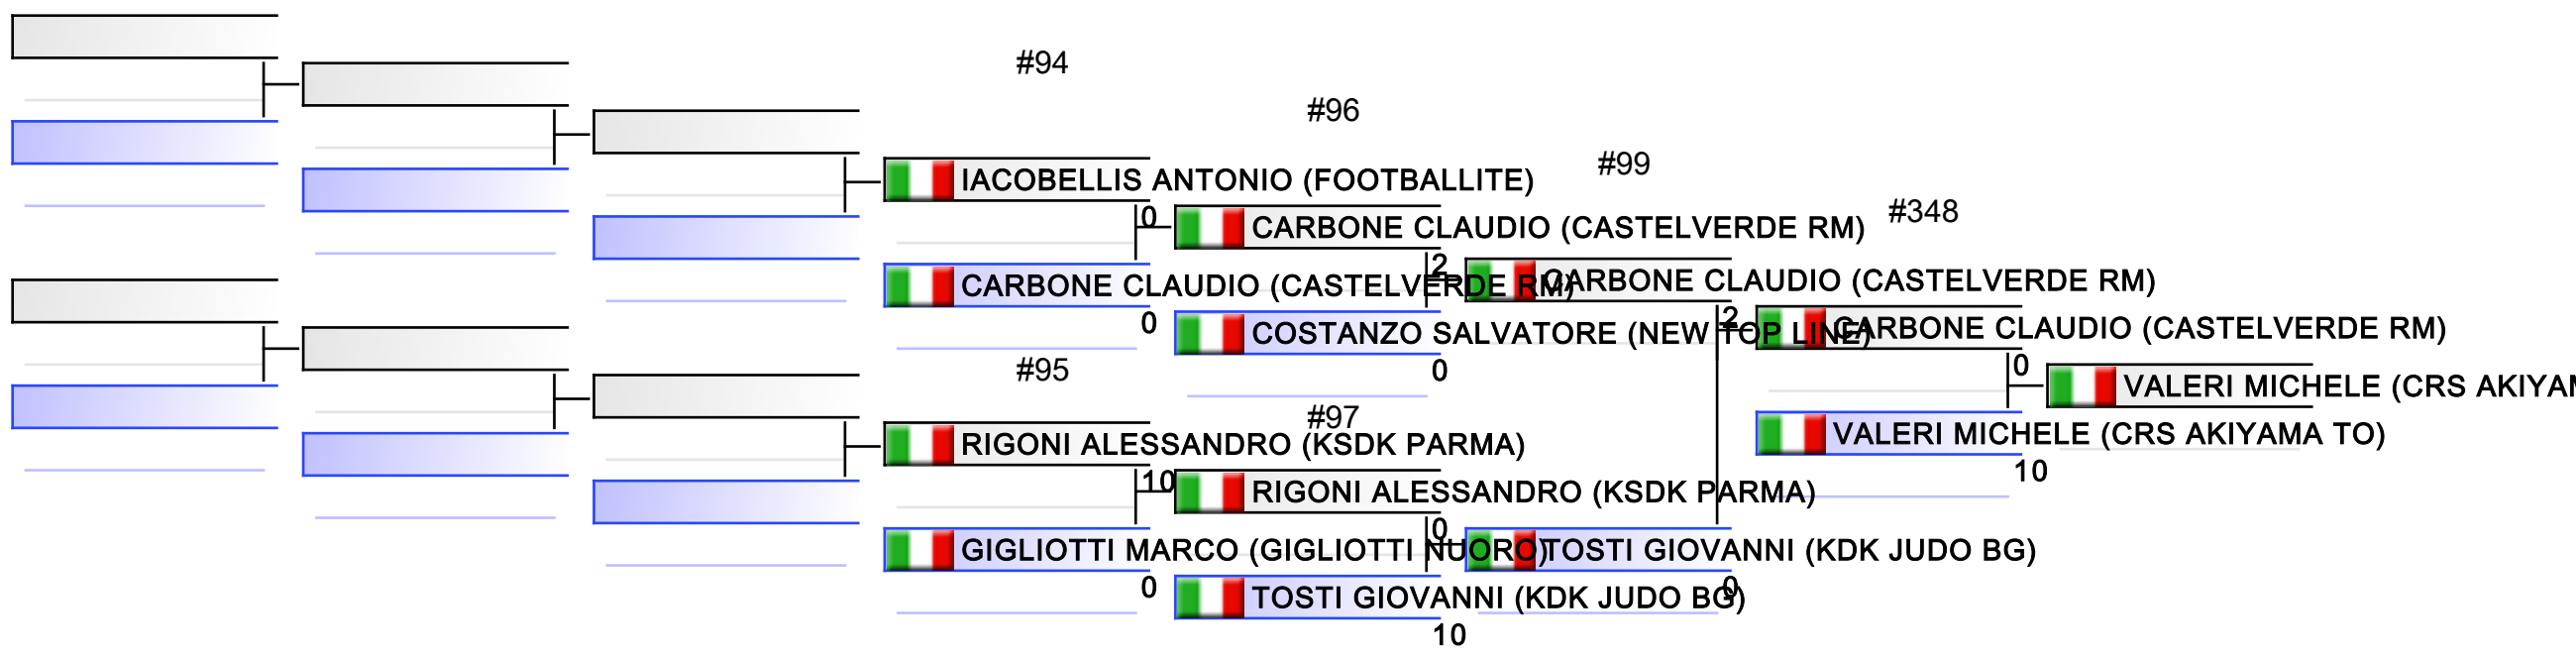 #94
#96
#99
IACOBELLIS ANTONIO (FOOTBALLITE)
#348
0
CARBONE CLAUDIO (CASTELVERDE RM)
2
CARBONE CLAUDIO (CASTELVERDE RM)
CARBONE CLAUDIO (CASTELVERDE RM)
0
2
CARBONE CLAUDIO (CASTELVERDE RM)
COSTANZO SALVATORE (NEW TOP LINE)
0
#95
0
VALERI MICHELE (CRS AKIYAM
#97
RIGONI ALESSANDRO (KSDK PARMA)
VALERI MICHELE (CRS AKIYAMA TO)
10
10
RIGONI ALESSANDRO (KSDK PARMA)
0
GIGLIOTTI MARCO (GIGLIOTTI NUORO)
TOSTI GIOVANNI (KDK JUDO BG)
0
0
TOSTI GIOVANNI (KDK JUDO BG)
10